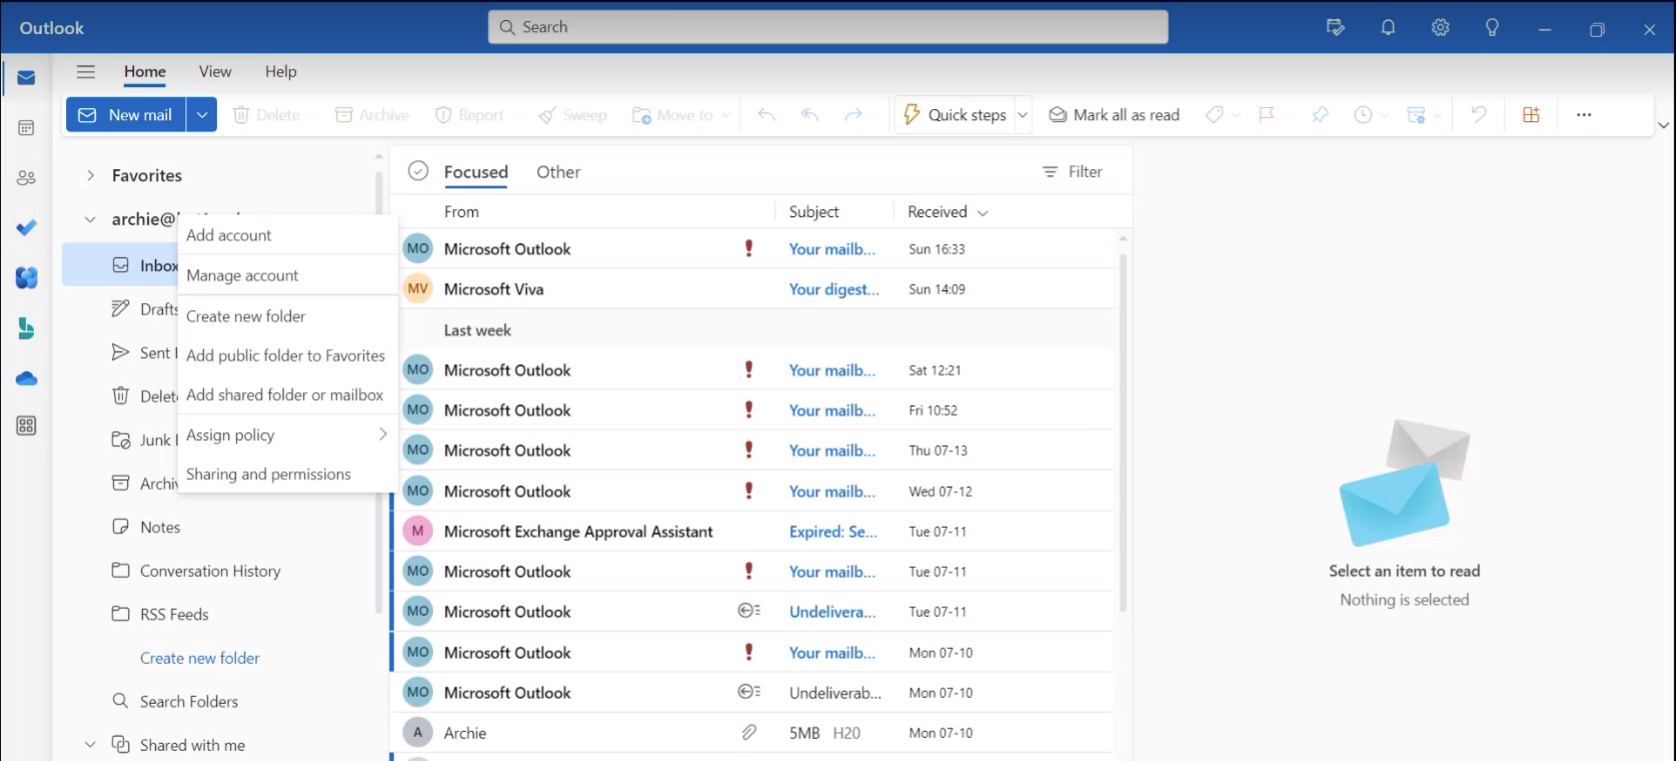 Outlook
Search
Home View Help
New mail Delete Archive Report Sweep Move to Quick steps Mark all as read
Favorites
archie@
Add account
Inbox
Manage account
Drafts
Create new folder
Sent
Add public folder to Favorites
Delet
Add shared folder or mailbox
Junk
Assign policy
Archiv
Sharing and permissions
Notes
Conversation History
RSS Feeds
Create new folder
Search Folders
Shared with me
Focused Other Filter
From Subject Received
MO Microsoft Outlook Your mailb... Sun 16:33
MV Microsoft Viva Your digest... Sun 14:09
Last week
MO Microsoft Outlook Your mailb... Sat 12:21
MO Microsoft Outlook Your mailb... Fri 10:52
MO Microsoft Outlook Your mailb... Thu 07-13
MO Microsoft Outlook Your mailb... Wed 07-12
M Microsoft Exchange Approval Assistant Expired: Se... Tue 07-11
MO Microsoft Outlook Your mailb... Tue 07-11
MO Microsoft Outlook Undelivera... Tue 07-11
MO Microsoft Outlook Your mailb... Mon 07-10
MO Microsoft Outlook Undeliverab... Mon 07-10
A Archie 5MB H20 Mon 07-10
Select an item to read
Nothing is selected